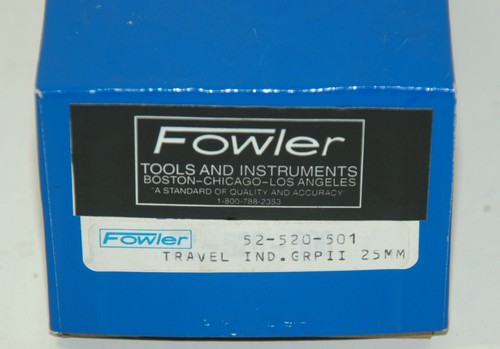 Fowler
TOOLS AND INSTRUMENTS
BOSTON-CHICAGO-LOS ANGELES
"A STANDARD OF QUALITY AND ACCURACY"
1-800-788-2353
Fowler 52-520-501
TRAVEL IND.GRPII 25MM